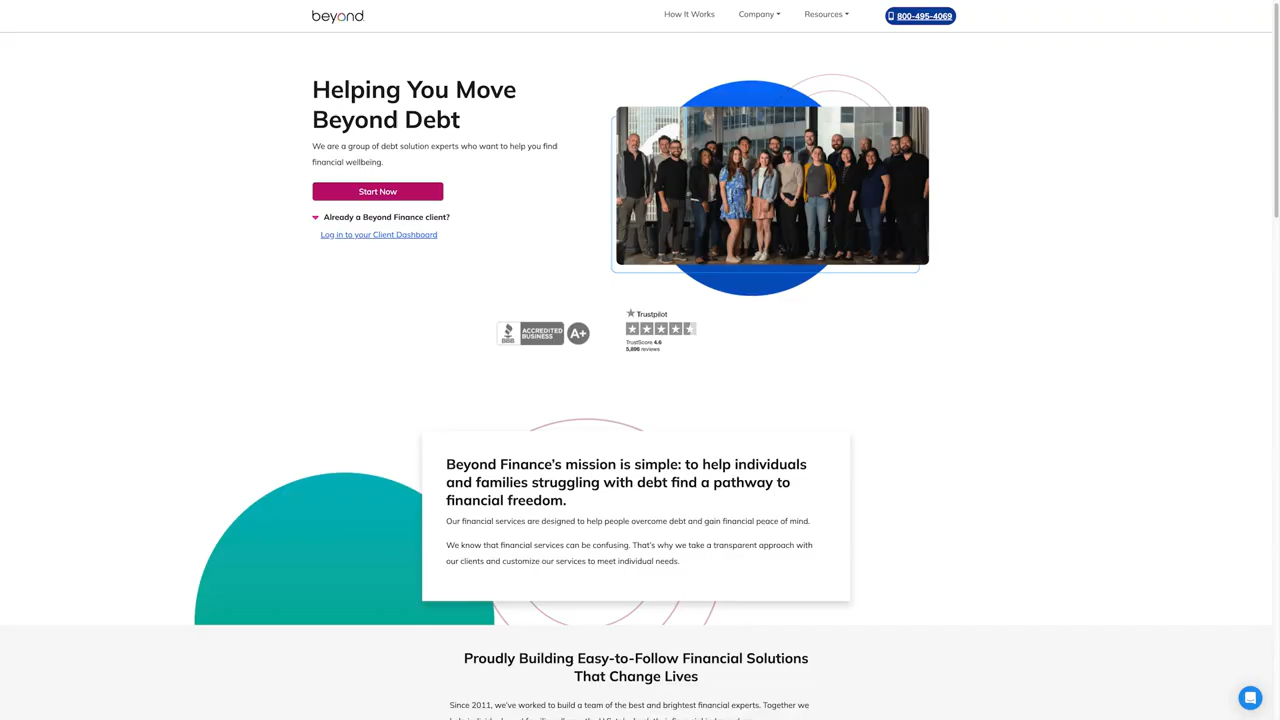 beyond
How It Works
Company
Resources
800-495-4069
Helping You Move
Beyond Debt
We are a group of debt solution experts who want to help you find
financial wellbeing.
Start Now
Already a Beyond Finance client?
Log in to your Client Dashboard
BBB
ACCREDITED
BUSINESS
A+
Trustpilot
TrustScore 4.6
5,896 reviews
Beyond Finance’s mission is simple: to help individuals
and families struggling with debt find a pathway to
financial freedom.
Our financial services are designed to help people overcome debt and gain financial peace of mind.
We know that financial services can be confusing. That’s why we take a transparent approach with
our clients and customize our services to meet individual needs.
Proudly Building Easy-to-Follow Financial Solutions
That Change Lives
Since 2011, we’ve worked to build a team of the best and brightest financial experts. Together we